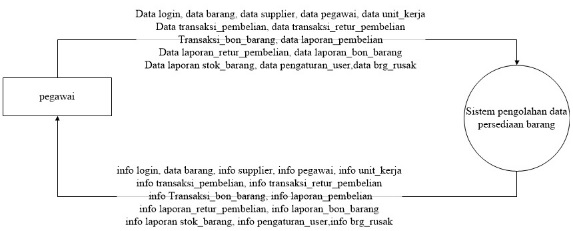 Data login, data barang, data supplier, data pegawai, data unit_kerja
Data transaksi_pembelian, data transaksi_retur_pembelian
Transaksi_bon_barang, data laporan_pembelian
Data laporan_retur_pembelian, data laporan_bon_barang
Data laporan stok_barang, data pengaturan_user,data brg_rusak
pegawai
Sistem pengolahan data
persediaan barang
info login, data barang, info supplier, info pegawai, info unit_kerja
info transaksi_pembelian, info transaksi_retur_pembelian
info Transaksi_bon_barang, info laporan_pembelian
info laporan_retur_pembelian, info laporan_bon_barang
info laporan stok_barang, info pengaturan_user,info brg_rusak